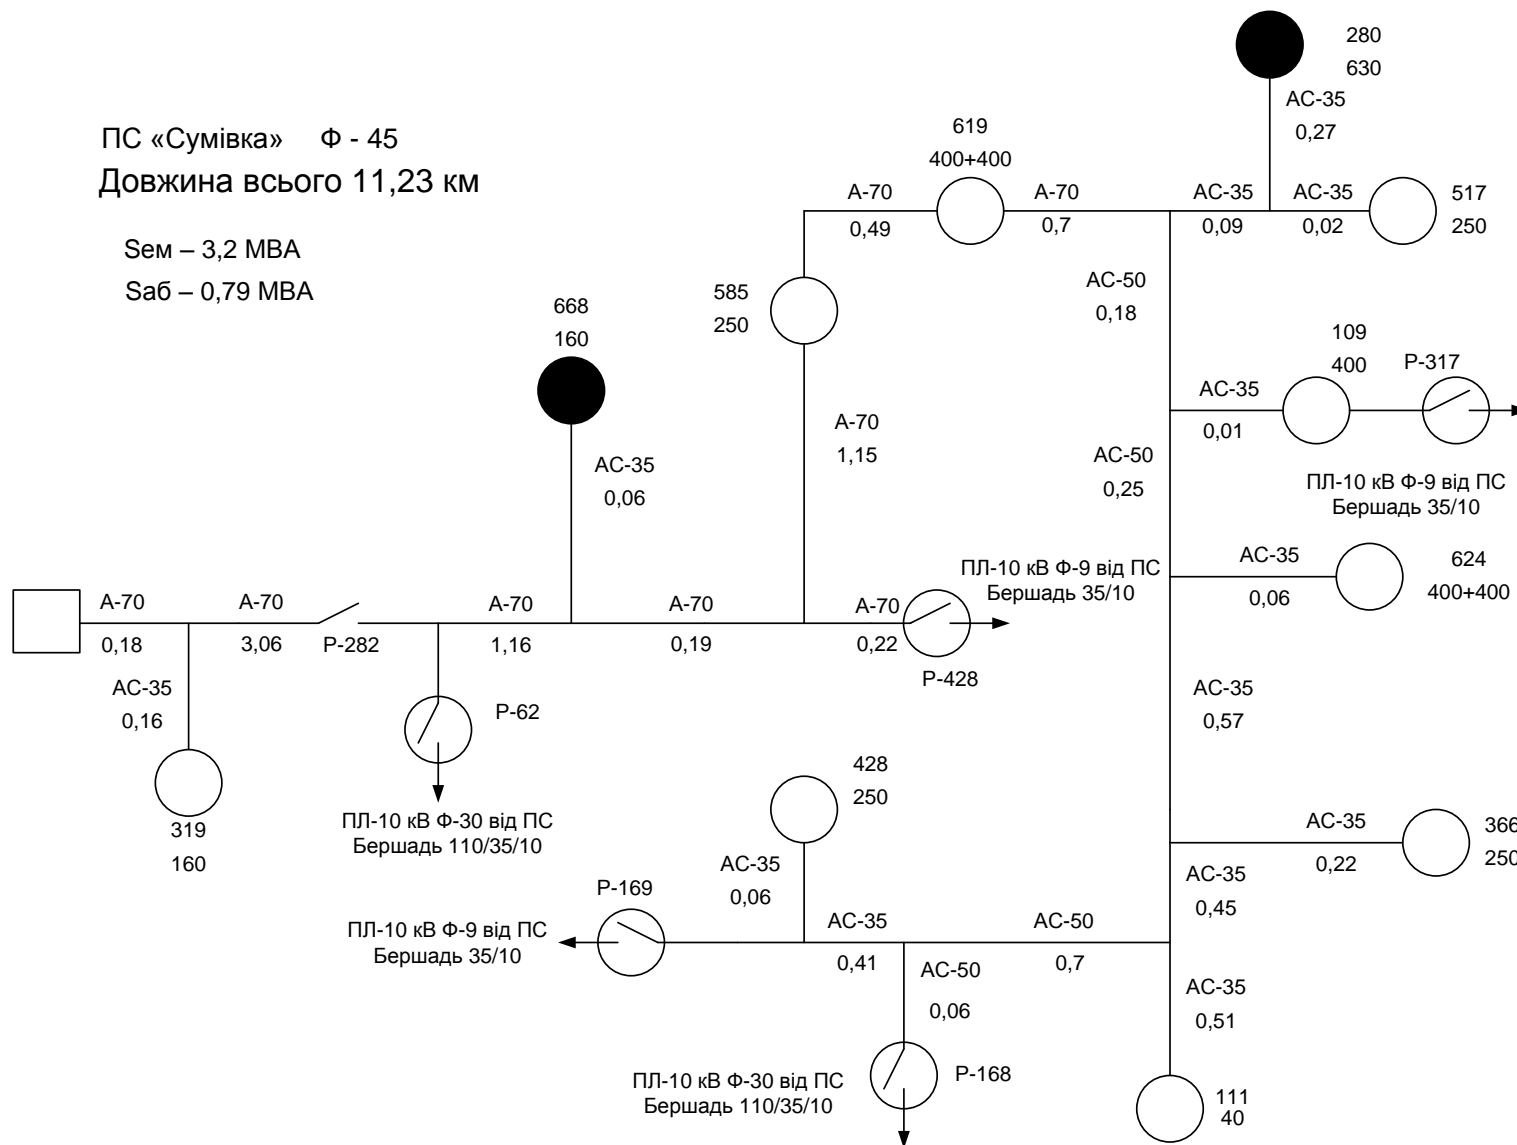 ПС «Сумівка» Ф - 45
Довжина всього 11,23 км
Sем – 3,2 МВА
Sаб – 0,79 МВА
280
630
АС-35
0,27
619
400+400
А-70
0,49
А-70
0,7
АС-35
0,09
АС-35
0,02
517
250
585
250
АС-50
0,18
668
160
109
400
Р-317
АС-35
0,01
А-70
1,15
АС-35
0,06
АС-50
0,25
ПЛ-10 кВ Ф-9 від ПС
Бершадь 35/10
АС-35
0,06
624
400+400
ПЛ-10 кВ Ф-9 від ПС
Бершадь 35/10
А-70
0,18
А-70
3,06
Р-282
А-70
1,16
А-70
0,19
А-70
0,22
Р-428
АС-35
0,16
Р-62
АС-35
0,57
319
160
ПЛ-10 кВ Ф-30 від ПС
Бершадь 110/35/10
428
250
АС-35
0,22
366
250
АС-35
0,06
АС-35
0,45
Р-169
ПЛ-10 кВ Ф-9 від ПС
Бершадь 35/10
АС-35
0,41
АС-50
0,7
АС-50
0,06
АС-35
0,51
Р-168
ПЛ-10 кВ Ф-30 від ПС
Бершадь 110/35/10
111
40